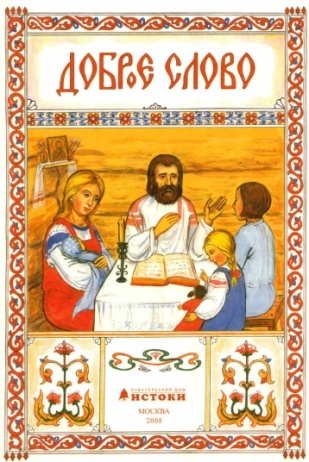 ДОБРОЕ СЛОВО
ИЗДАТЕЛЬСКИЙ ДОМ
ИСТОКИ
МОСКВА
2008